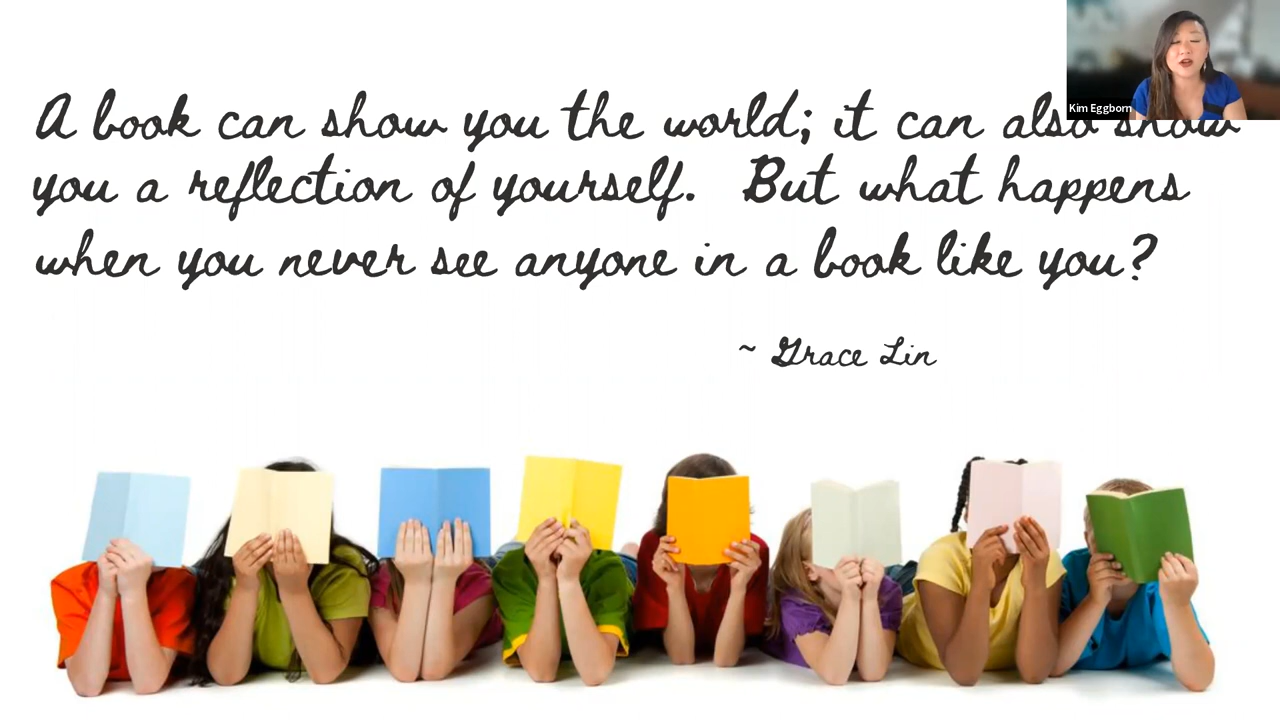 A book can show you the world; it can also show
you a reflection of yourself. But what happens
when you never see anyone in a book like you?
~ Grace Lin
Kim Eggborn